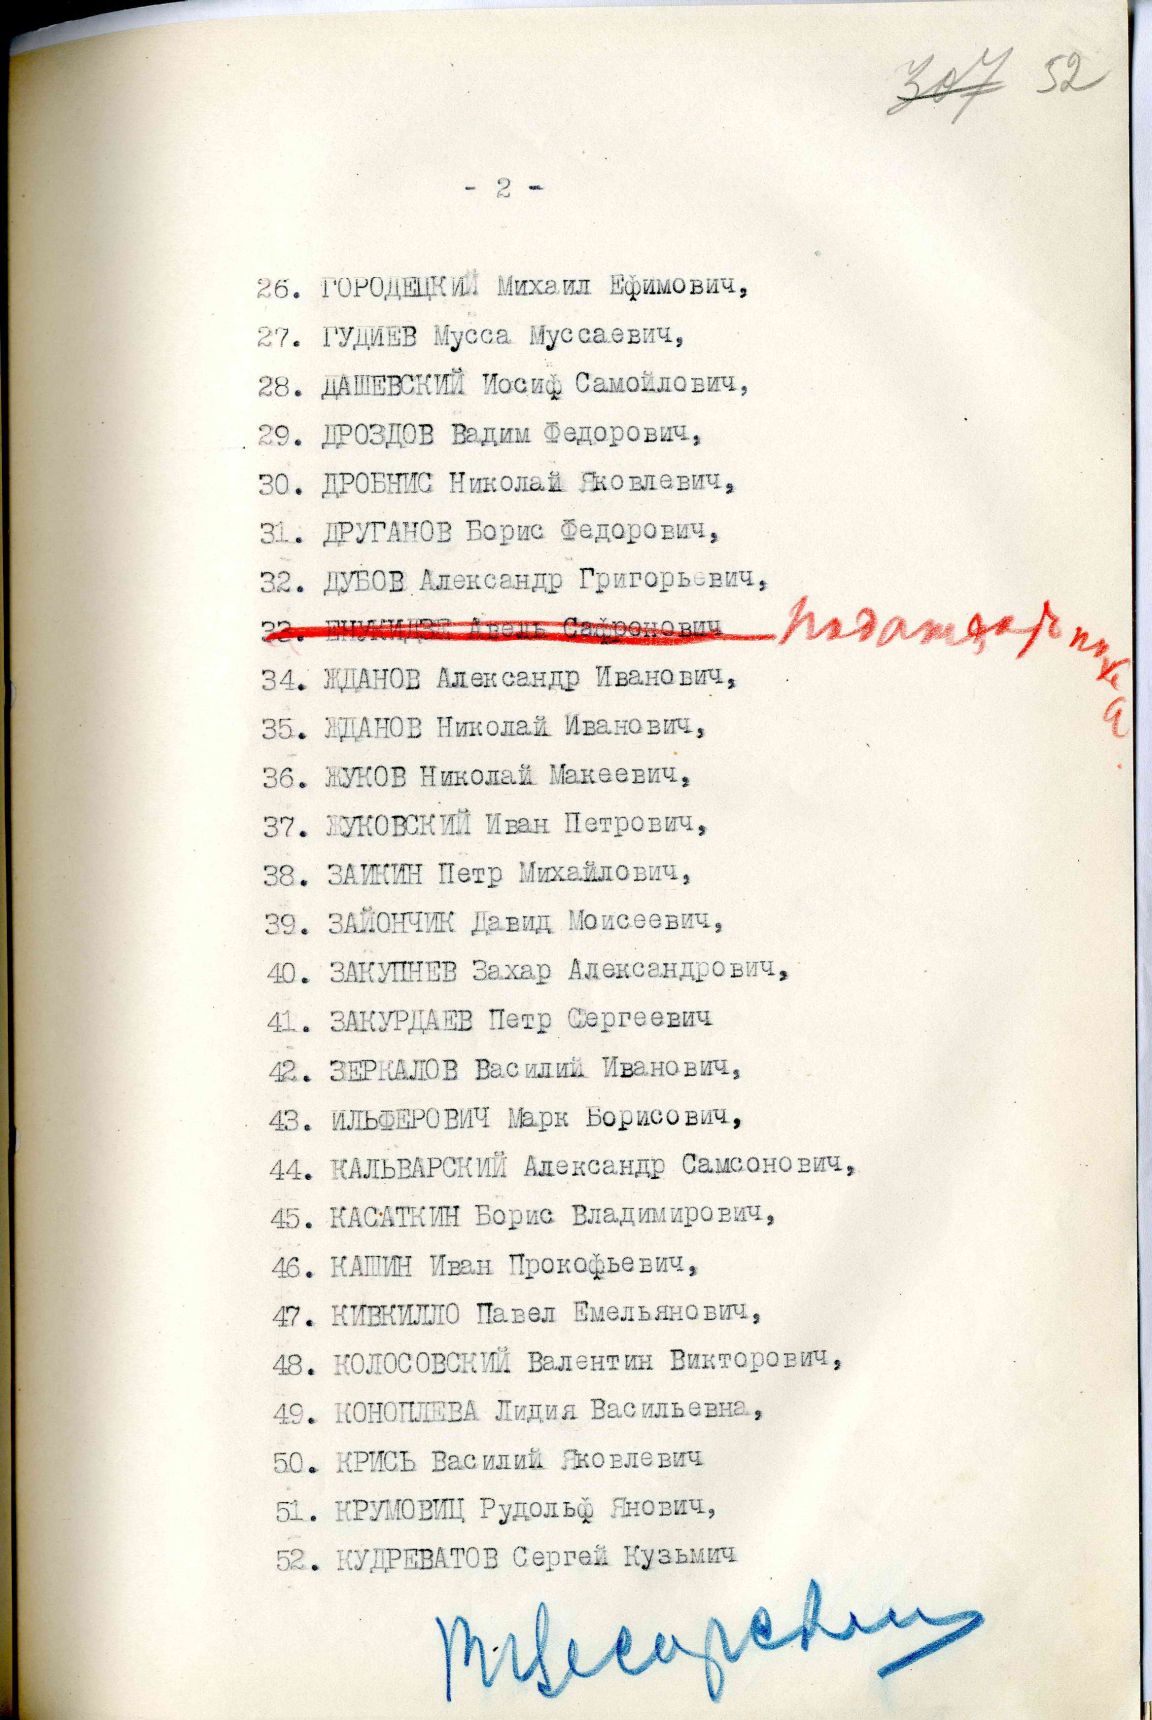 307 52
- 2 -
26. ГОРОДЕЦКИЙ Михаил Ефимович,
27. ГУДИЕВ Мусса Муссаевич,
28. ДАШЕВСКИЙ Иосиф Самойлович,
29. ДРОЗДОВ Вадим Федорович,
30. ДРОБНИС Николай Яковлевич,
31. ДРУГАНОВ Борис Федорович,
32. ДУБОВ Александр Григорьевич,
33. ЕНУКИДЗЕ Авель Сафронович Подождать пока
34. ЖДАНОВ Александр Иванович,
35. ЖДАНОВ Николай Иванович,
36. ЖУКОВ Николай Макеевич,
37. ЖУКОВСКИЙ Иван Петрович,
38. ЗАИКИН Петр Михайлович,
39. ЗАЙОНЧИК Давид Моисеевич,
40. ЗАКУПНЕВ Захар Александрович,
41. ЗАКУРДАЕВ Петр Сергеевич
42. ЗЕРКАЛОВ Василий Иванович,
43. ИЛЬФЕРОВИЧ Марк Борисович,
44. КАЛЬВАРСКИЙ Александр Самсонович,
45. КАСАТКИН Борис Владимирович,
46. КАШИН Иван Прокофьевич,
47. КИВКИЛЛО Павел Емельянович,
48. КОЛОСОВСКИЙ Валентин Викторович,
49. КОНОПЛЕВА Лидия Васильевна,
50. КРИСЬ Василий Яковлевич
51. КРУМОВИЦ Рудольф Янович,
52. КУДРЕВАТОВ Сергей Кузьмич